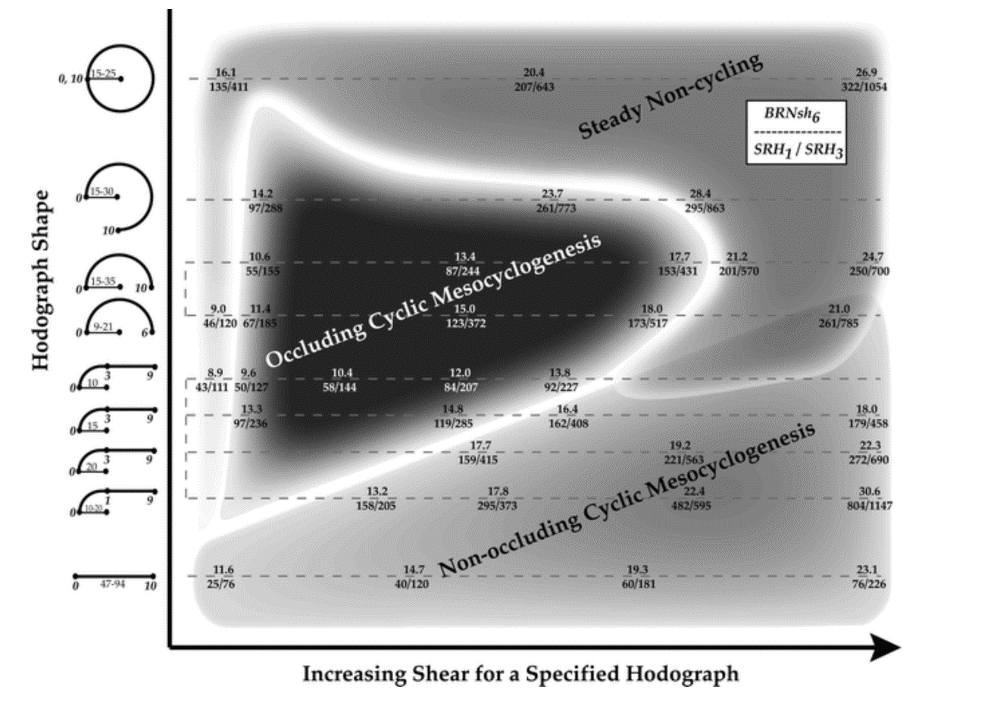 Hodograph Shape
0, 10 15-25
16.1 20.4 26.9
135/411 207/643 322/1054
Steady Non-cycling
BRNsh6
---------------
SRH1 / SRH3
0 15-30
10
14.2 23.7 28.4
97/288 261/773 295/863
0 15-35 10
10.6 13.4 17.7 21.2 24.7
55/155 87/244 153/431 201/570 250/700
Occluding Cyclic Mesocyclogenesis
0 9-21 6
9.0 11.4 15.0 18.0 21.0
46/120 67/185 123/372 173/517 261/785
0 10 3 9
8.9 9.6 10.4 12.0 13.8
43/111 50/127 58/144 84/207 92/227
0 15 3 9
13.3 14.8 16.4 18.0
97/236 119/285 162/408 179/458
0 20 3 9
17.7 19.2 22.3
159/415 221/563 272/690
0 10-20 1 9
13.2 17.8 22.4 30.6
158/205 295/373 482/595 804/1147
Non-occluding Cyclic Mesocyclogenesis
0 47-94 10
11.6 14.7 19.3 23.1
25/76 40/120 60/181 76/226
Increasing Shear for a Specified Hodograph